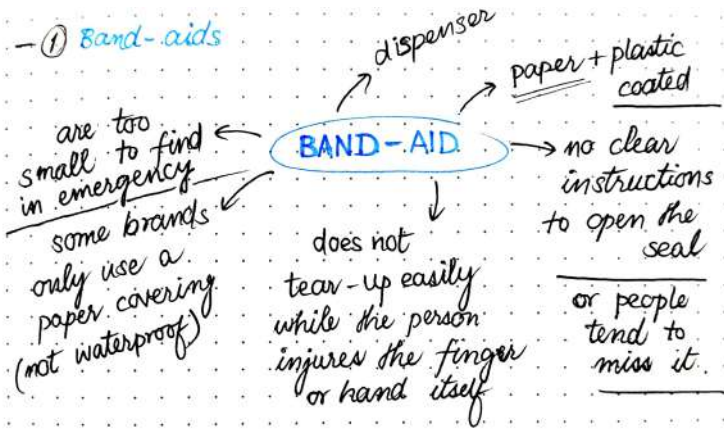 - ① Band-aids
dispenser
paper + plastic
coated
are too
small to find
in emergency
BAND-AID
no clear
instructions
to open the
seal
or people
tend to
miss it.
some brands
only use a
paper covering
(not waterproof)
does not
tear-up easily
while the person
injures the finger
or hand itself